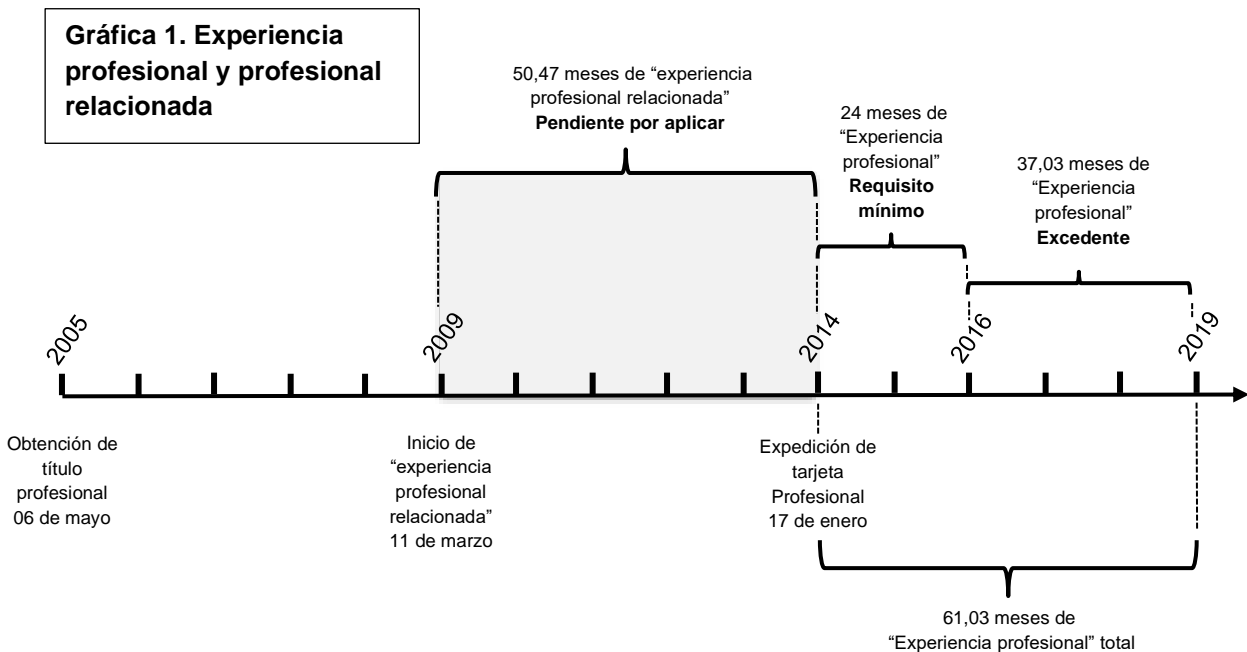 Gráfica 1. Experiencia
profesional y profesional
relacionada
50,47 meses de “experiencia
profesional relacionada”
Pendiente por aplicar
24 meses de
“Experiencia
profesional”
Requisito
mínimo
37,03 meses de
“Experiencia
profesional”
Excedente
2005
2009
2014
2016
2019
Obtención de
título
profesional
06 de mayo
Inicio de
“experiencia
profesional
relacionada”
11 de marzo
Expedición de
tarjeta
Profesional
17 de enero
61,03 meses de
“Experiencia profesional” total